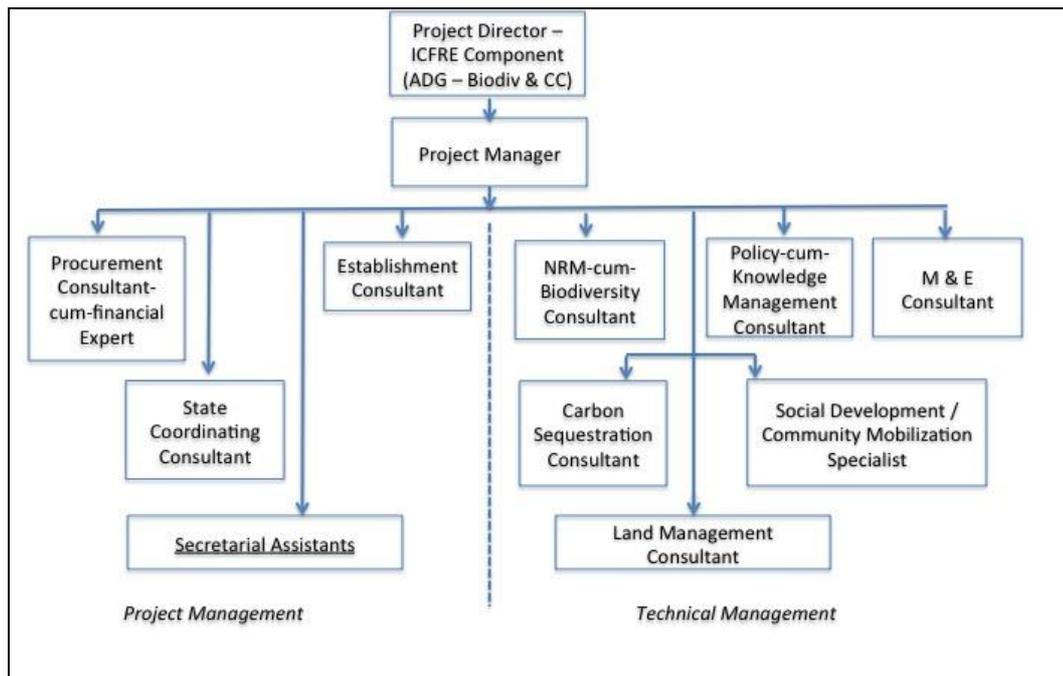 Project Director –
ICFRE Component
(ADG – Biodiv & CC)
Project Manager
Procurement
Consultant-
cum-financial
Expert
Establishment
Consultant
NRM-cum-
Biodiversity
Consultant
Policy-cum-
Knowledge
Management
Consultant
M & E
Consultant
State
Coordinating
Consultant
Carbon
Sequestration
Consultant
Social Development /
Community Mobilization
Specialist
Secretarial Assistants
Land Management
Consultant
Project Management
Technical Management